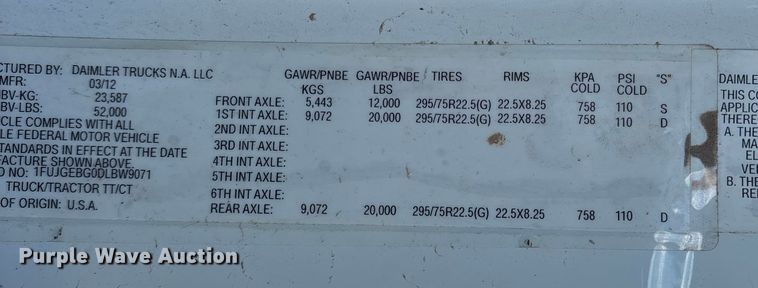 CTURED BY: DAIMLER TRUCKS N.A. LLC
MFR: 03/12
BV-KG: 23,587
BV-LBS: 52,000
CLE COMPLIES WITH ALL
LE FEDERAL MOTOR VEHICLE
STANDARDS IN EFFECT AT THE DATE
FACTURE SHOWN ABOVE.
D NO: 1FUJGEBG0DLBW9071
TRUCK/TRACTOR TT/CT
OF ORIGIN: U.S.A.
GAWR/PNBE GAWR/PNBE TIRES RIMS KPA PSI "S"
KGS LBS COLD COLD
FRONT AXLE: 5,443 12,000 295/75R22.5(G) 22.5X8.25 758 110 S
1ST INT AXLE: 9,072 20,000 295/75R22.5(G) 22.5X8.25 758 110 D
2ND INT AXLE:
3RD INT AXLE:
4TH INT AXLE:
5TH INT AXLE:
6TH INT AXLE:
REAR AXLE: 9,072 20,000 295/75R22.5(G) 22.5X8.25 758 110 D
DAIMLE
THIS CO
APPLIC
THERE
A. THE
MA
EL
VE
B. THE
RE
Purple Wave Auction